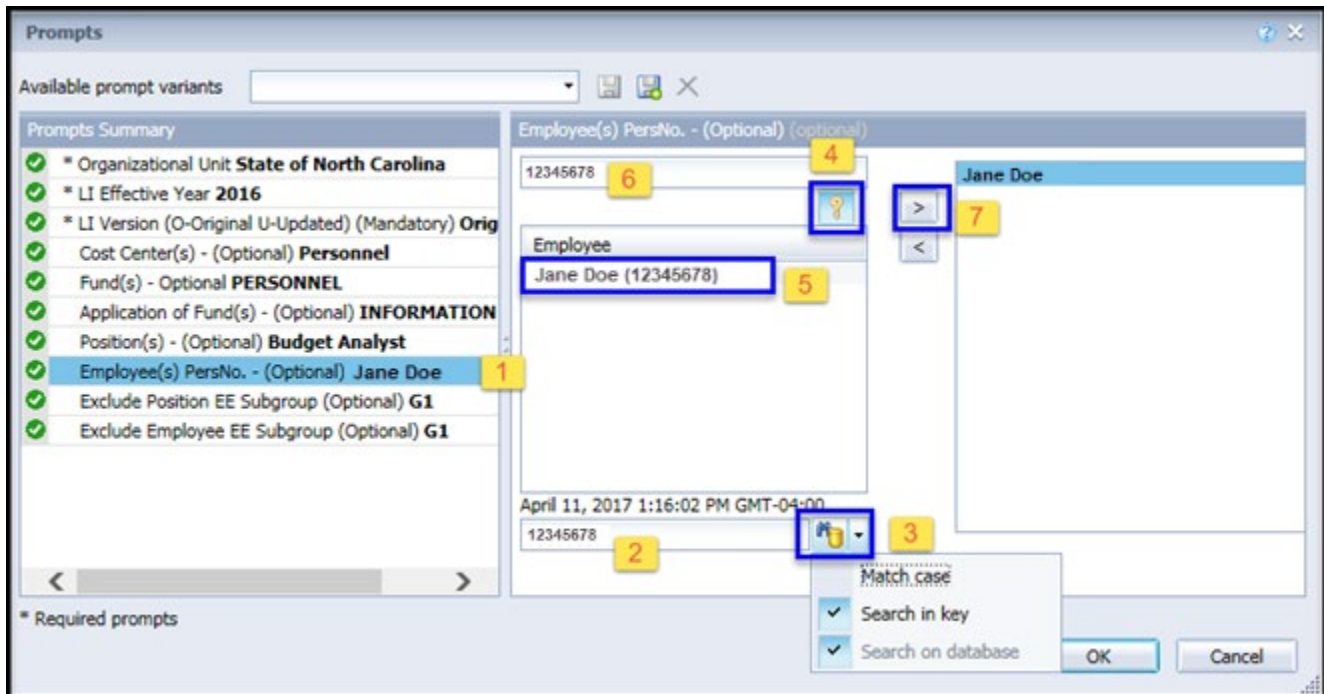 Prompts
Available prompt variants
Prompts Summary
* Organizational Unit State of North Carolina
* LI Effective Year 2016
* LI Version (O-Original U-Updated) (Mandatory) Orig
Cost Center(s) - (Optional) Personnel
Fund(s) - Optional PERSONNEL
Application of Fund(s) - (Optional) INFORMATION
Position(s) - (Optional) Budget Analyst
Employee(s) PersNo. - (Optional) Jane Doe 1
Exclude Position EE Subgroup (Optional) G1
Exclude Employee EE Subgroup (Optional) G1
* Required prompts
Employee(s) PersNo. - (Optional) (optional)
4
12345678 6
Employee
Jane Doe (12345678) 5
April 11, 2017 1:16:02 PM GMT-04:00
12345678 2 3
Match case
Search in key
Search on database
> 7
<
Jane Doe
OK Cancel